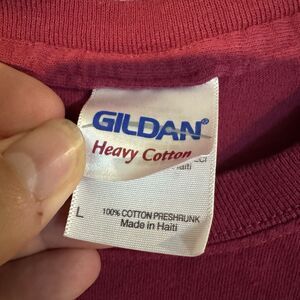 GILDAN®
Heavy Cotton
L
100% COTTON PRESHRUNK
Made in Haiti